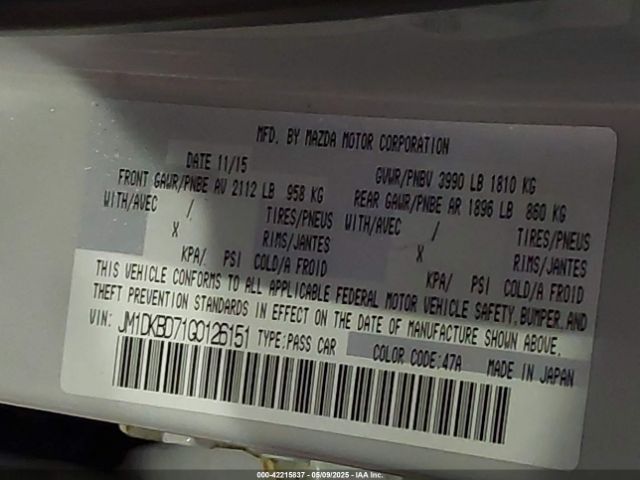 MFD. BY MAZDA MOTOR CORPORATION
DATE 11/15 GVWR/PNBV 3990 LB 1810 KG
FRONT GAWR/PNBE AV 2112 LB 958 KG REAR GAWR/PNBE AR 1896 LB 860 KG
WITH/AVEC / TIRES/PNEUS WITH/AVEC / TIRES/PNEUS
X RIMS/JANTES X RIMS/JANTES
KPA/ PSI COLD/A FROID KPA/ PSI COLD/A FROID
THIS VEHICLE CONFORMS TO ALL APPLICABLE FEDERAL MOTOR VEHICLE SAFETY, BUMPER, AND
THEFT PREVENTION STANDARDS IN EFFECT ON THE DATE OF MANUFACTURE SHOWN ABOVE.
VIN: JM1DKBD71G0126151 TYPE:PASS CAR COLOR CODE:47A MADE IN JAPAN
000-42215837 - 05/09/2025 - IAA Inc.